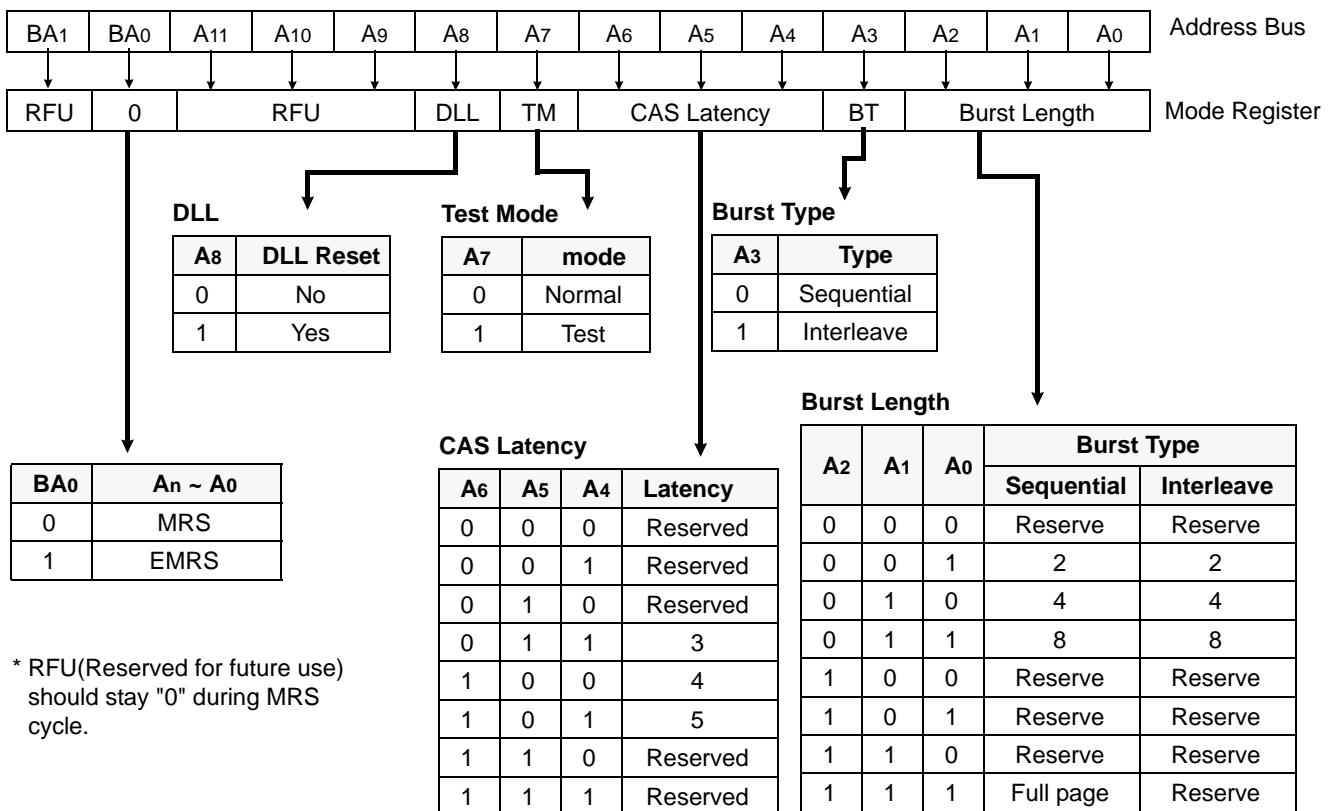 BA1 BA0 A11 A10 A9 A8 A7 A6 A5 A4 A3 A2 A1 A0 Address Bus
RFU 0 RFU DLL TM CAS Latency BT Burst Length Mode Register
DLL
A8 DLL Reset
0 No
1 Yes
Test Mode
A7 mode
0 Normal
1 Test
Burst Type
A3 Type
0 Sequential
1 Interleave
BA0 An ~ A0
0 MRS
1 EMRS
* RFU(Reserved for future use)
should stay "0" during MRS
cycle.
CAS Latency
A6 A5 A4 Latency
0 0 0 Reserved
0 0 1 Reserved
0 1 0 Reserved
0 1 1 3
1 0 0 4
1 0 1 5
1 1 0 Reserved
1 1 1 Reserved
Burst Length
A2 A1 A0 Burst Type
Sequential Interleave
0 0 0 Reserve Reserve
0 0 1 2 2
0 1 0 4 4
0 1 1 8 8
1 0 0 Reserve Reserve
1 0 1 Reserve Reserve
1 1 0 Reserve Reserve
1 1 1 Full page Reserve